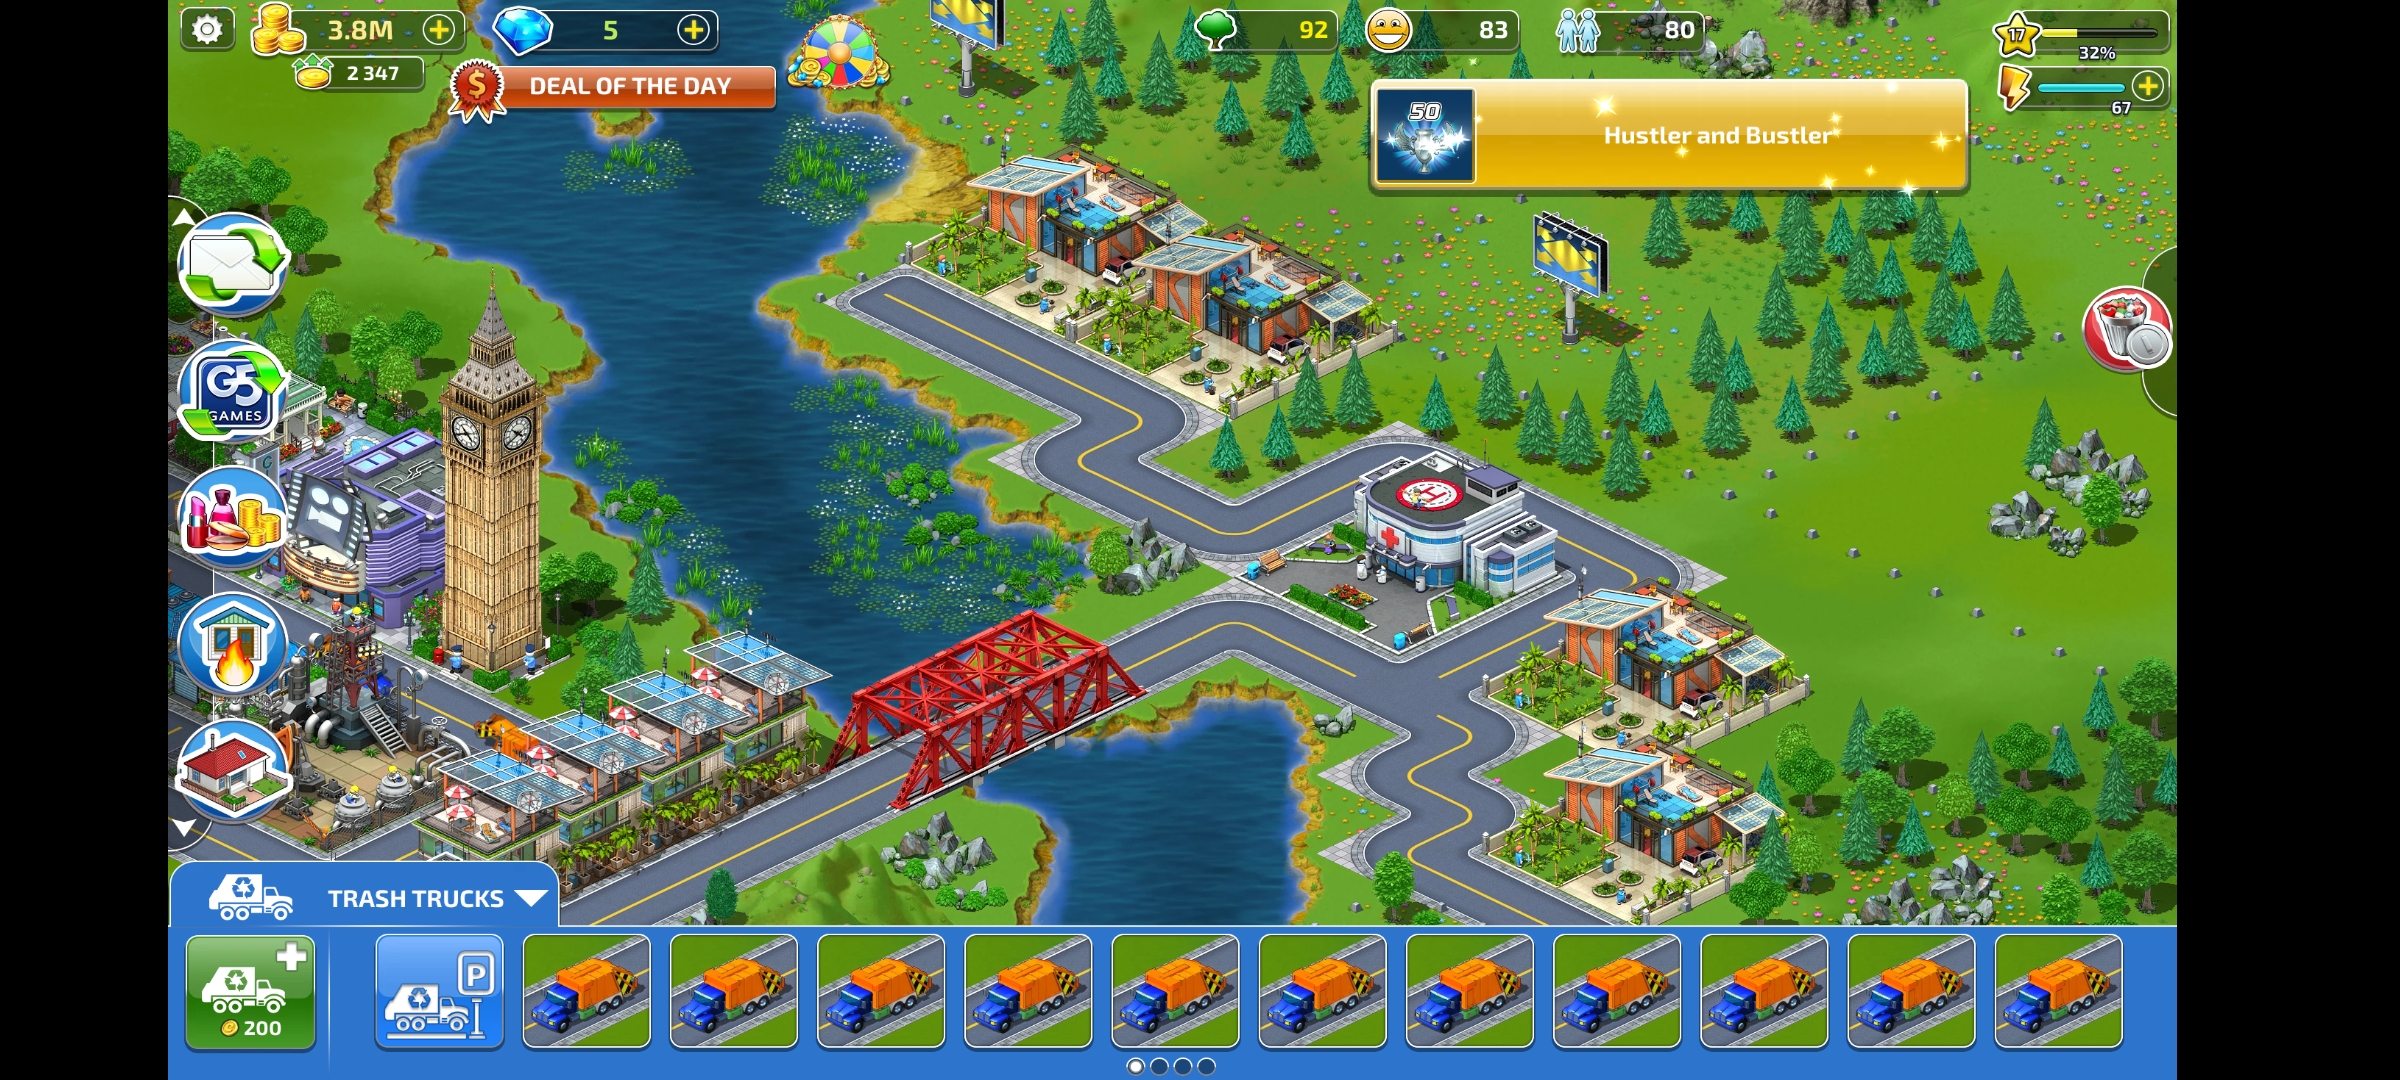 3.8M
5
92
83
80
17
32%
2 347
DEAL OF THE DAY
67
50
Hustler and Bustler
G5
GAMES
H
TRASH TRUCKS
200
P